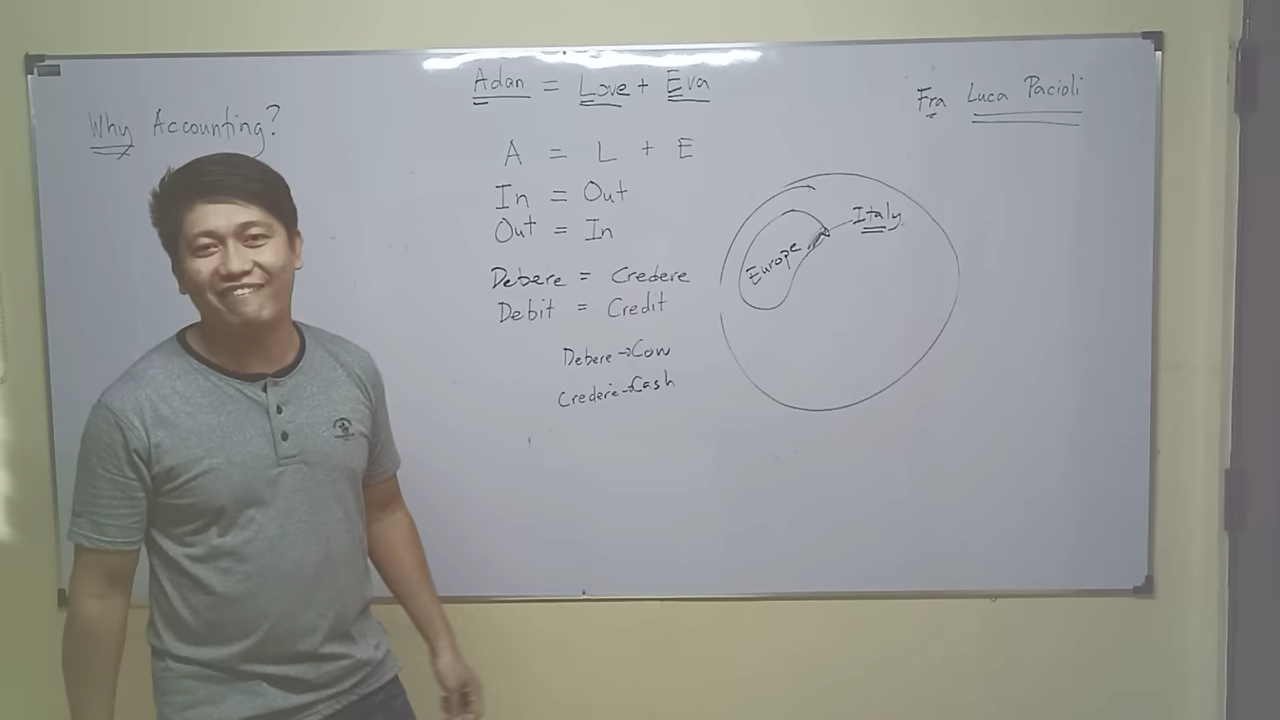 Why Accounting?
Adan = Love + Eva
A = L + E
In = Out
Out = In
Debere = Credere
Debit = Credit
Debere → Cow
Credere → Cash
Fra Luca Pacioli
Italy
Europe